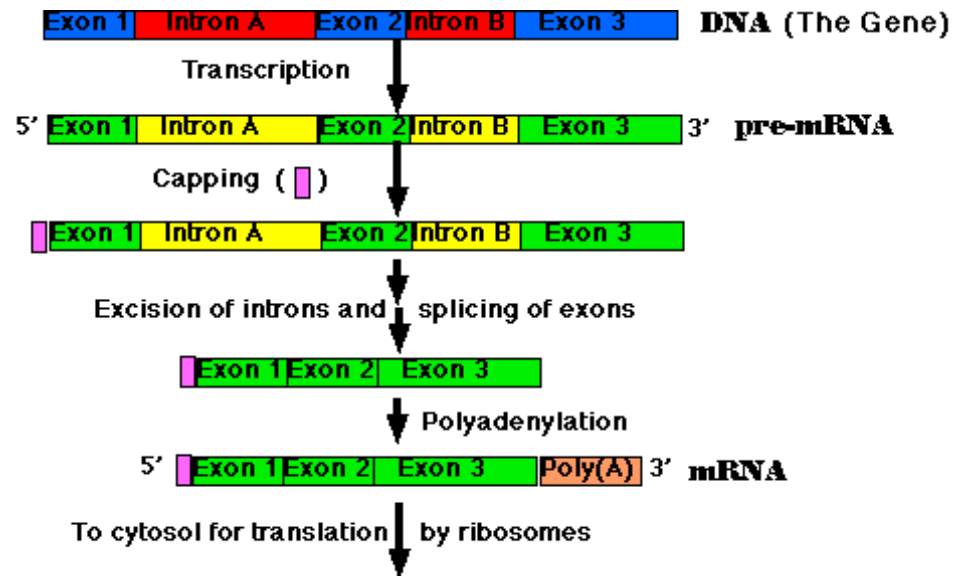 Exon 1 Intron A Exon 2 Intron B Exon 3 DNA (The Gene)
Transcription
5′ Exon 1 Intron A Exon 2 Intron B Exon 3 3′ pre-mRNA
Capping ( )
Exon 1 Intron A Exon 2 Intron B Exon 3
Excision of introns and splicing of exons
Exon 1 Exon 2 Exon 3
Polyadenylation
5′ Exon 1 Exon 2 Exon 3 Poly(A) 3′ mRNA
To cytosol for translation by ribosomes